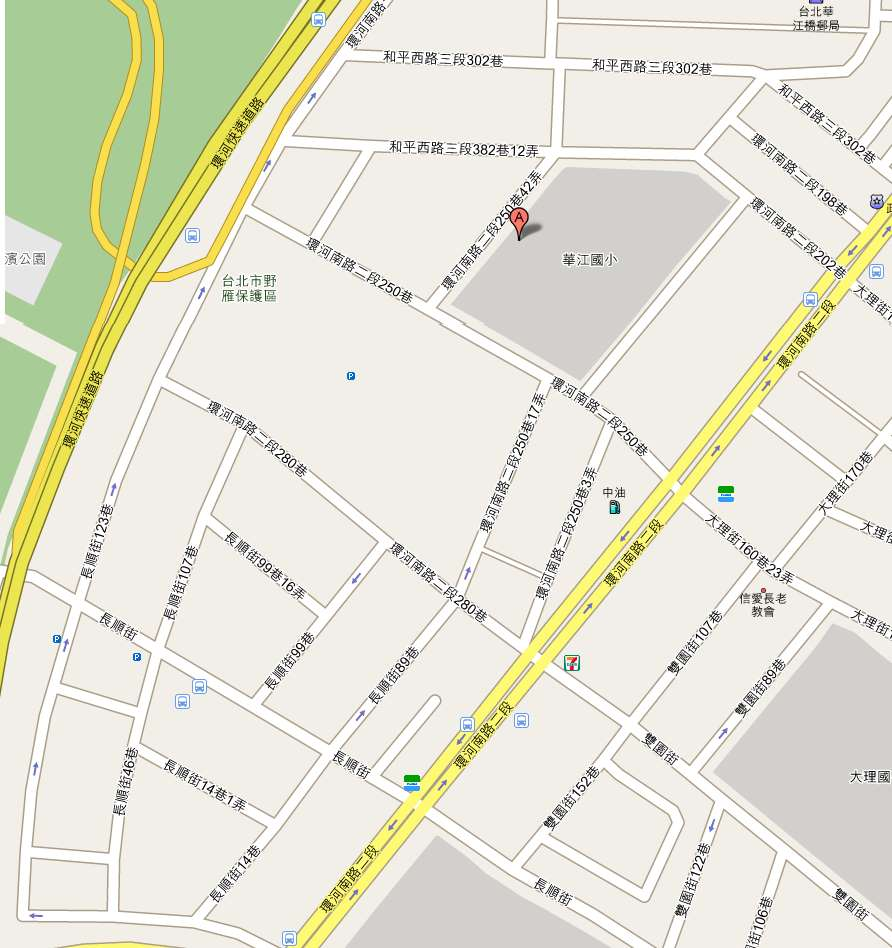 台北華
江橋郵局
環河南路
和平西路三段302巷
和平西路三段302巷
和平西路三段302巷
環河快速道路
和平西路三段382巷12弄
環河南路二段198巷
環河南路二段250巷42弄
A
環河南路二段202巷
環河南路二段250巷
華江國小
濱公園
台北市野
雁保護區
環河南路二段
環河快速道路
環河南路二段250巷
環河南路二段250巷17弄
環河南路二段280巷
大理街170巷
環河南路二段250巷3弄
中油
長順街123巷
大理街160巷23弄
環河南路二段
長順街107巷
長順街99巷16弄
環河南路二段280巷
信愛長老
教會
長順街
長順街99巷
雙園街107巷
長順街89巷
雙園街89巷
環河南路二段
雙園街
長順街
大理國
長順街46巷
長順街14巷1弄
雙園街152巷
長順街14巷
環河南路二段
長順街
雙園街122巷
雙園街
雙園街106巷